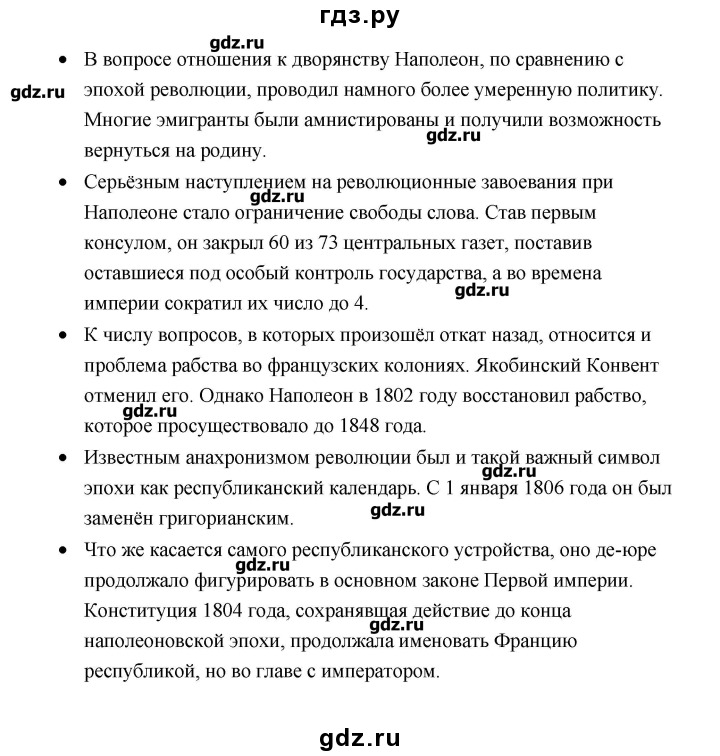 гдз.ру
gdz.ru
• В вопросе отношения к дворянству Наполеон, по сравнению с
gdz.ru
эпохой революции, проводил намного более умеренную политику.
Многие эмигранты были амнистированы и получили возможность
gdz.ru
вернуться на родину.
• Серьёзным наступлением на революционные завоевания при
gdz.ru
Наполеоне стало ограничение свободы слова. Став первым
консулом, он закрыл 60 из 73 центральных газет, поставив
оставшиеся под особый контроль государства, а во времена
gdz.ru
империи сократил их число до 4.
• К числу вопросов, в которых произошёл откат назад, относится и
проблема рабства во французских колониях. Якобинский Конвент
отменил его. Однако Наполеон в 1802 году восстановил рабство,
gdz.ru
которое просуществовало до 1848 года.
• Известным анахронизмом революции был и такой важный символ
gdz.ru
эпохи как республиканский календарь. С 1 января 1806 года он был
gdz.ru
заменён григорианским.
• Что же касается самого республиканского устройства, оно де-юре
gdz.ru
продолжало фигурировать в основном законе Первой империи.
Конституция 1804 года, сохранявшая действие до конца
gdz.ru
наполеоновской эпохи, продолжала именовать Францию
республикой, но во главе с императором.
gdz.ru